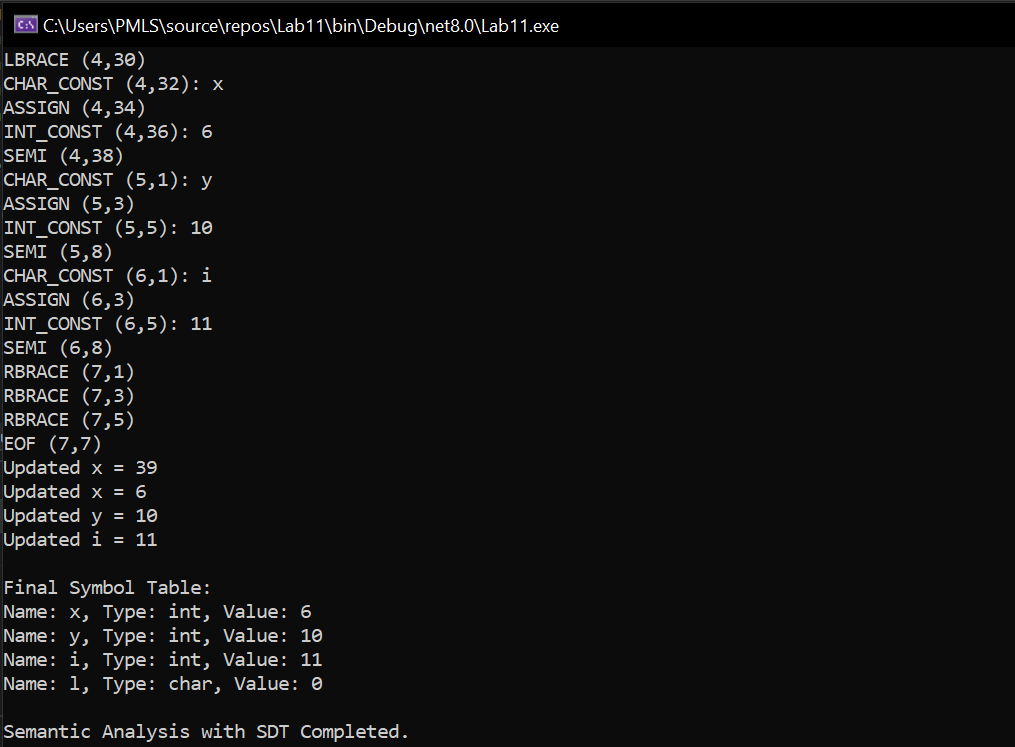 C:\Users\PMLS\source\repos\Lab11\bin\Debug\net8.0\Lab11.exe
LBRACE (4,30)
CHAR_CONST (4,32): x
ASSIGN (4,34)
INT_CONST (4,36): 6
SEMI (4,38)
CHAR_CONST (5,1): y
ASSIGN (5,3)
INT_CONST (5,5): 10
SEMI (5,8)
CHAR_CONST (6,1): i
ASSIGN (6,3)
INT_CONST (6,5): 11
SEMI (6,8)
RBRACE (7,1)
RBRACE (7,3)
RBRACE (7,5)
EOF (7,7)
Updated x = 39
Updated x = 6
Updated y = 10
Updated i = 11
Final Symbol Table:
Name: x, Type: int, Value: 6
Name: y, Type: int, Value: 10
Name: i, Type: int, Value: 11
Name: l, Type: char, Value: 0
Semantic Analysis with SDT Completed.